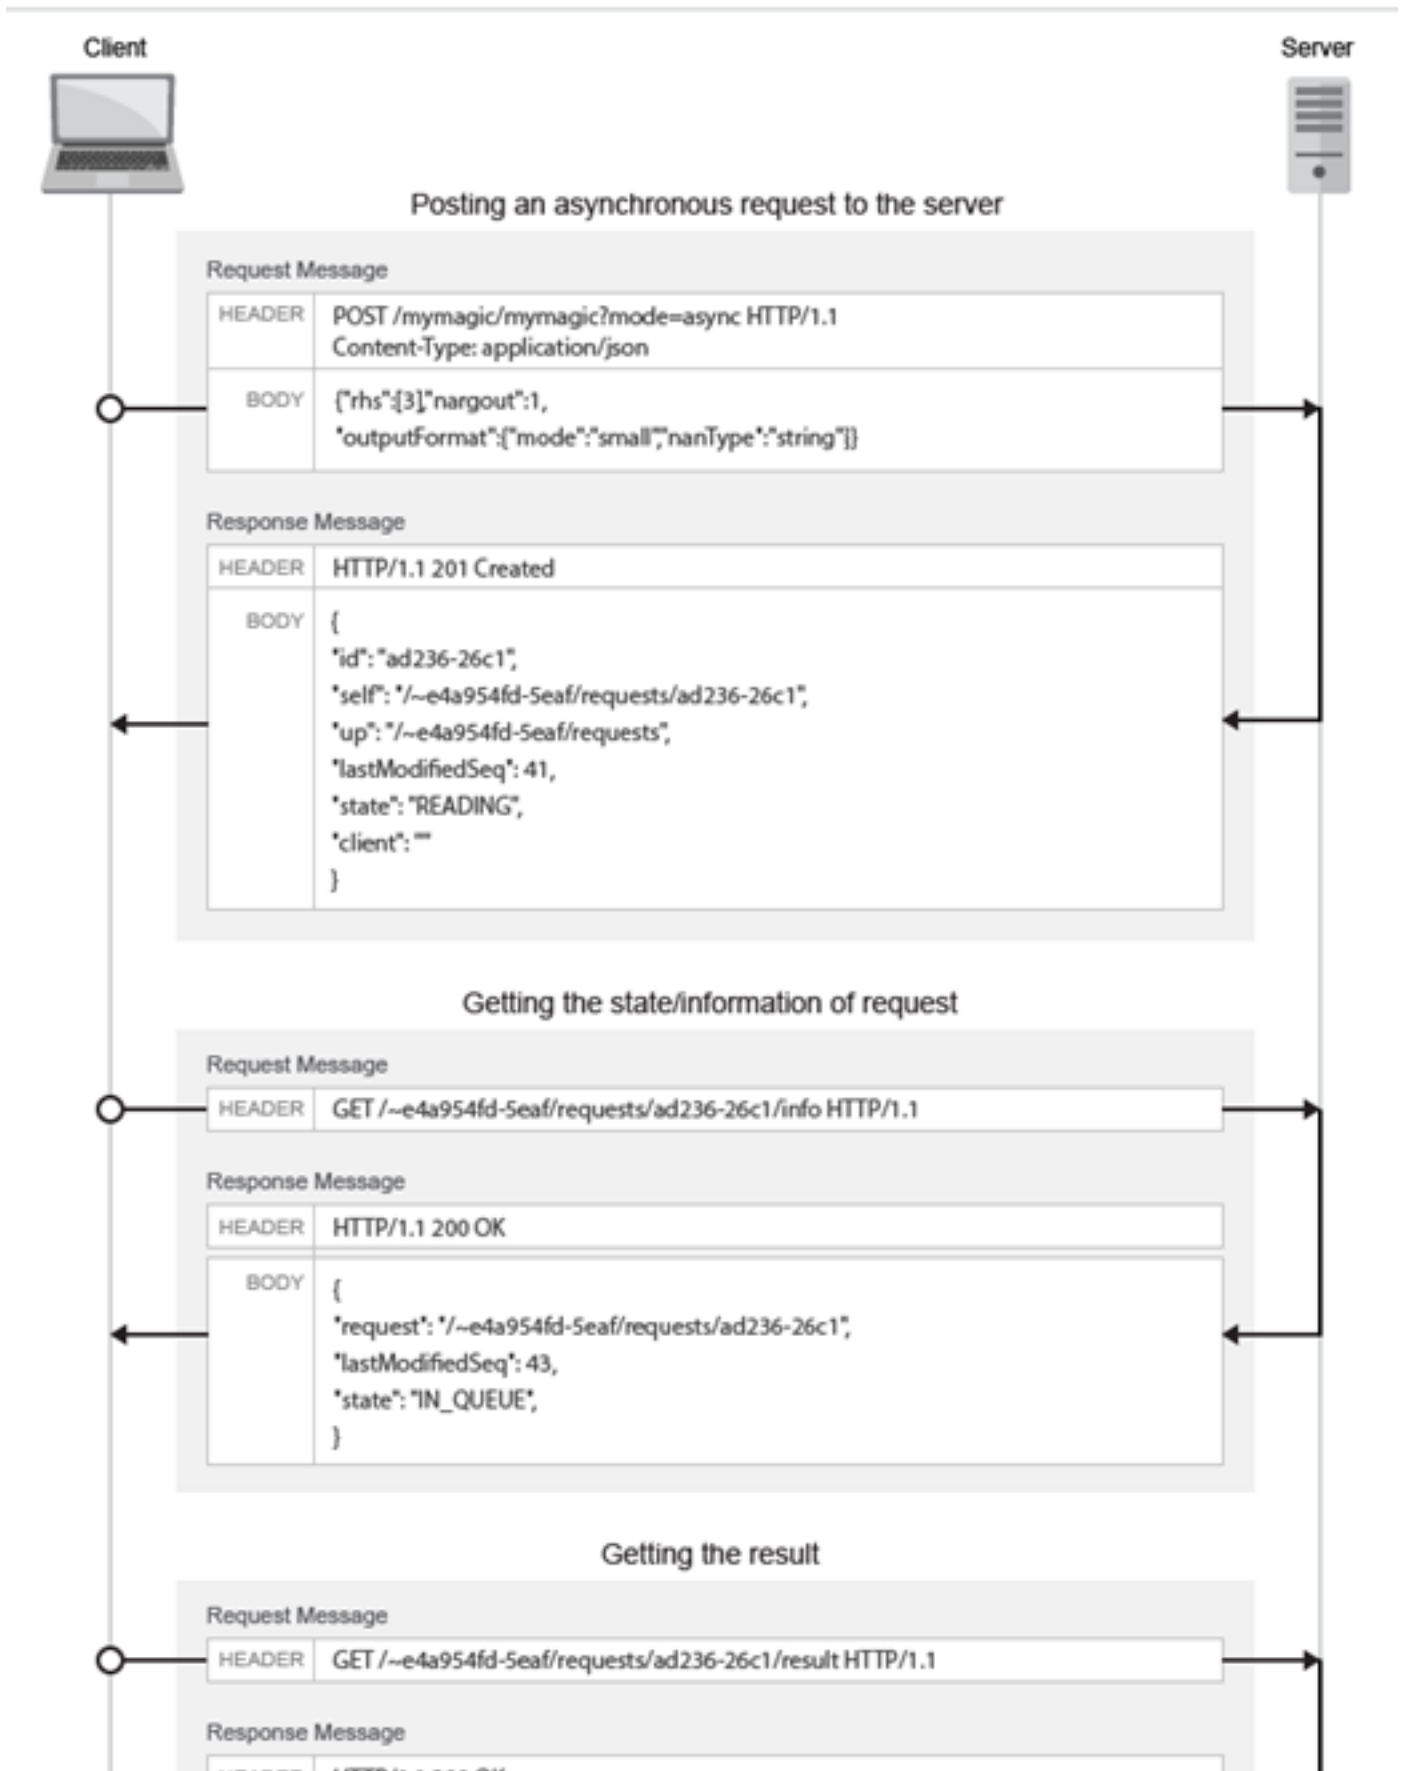 Client
Server
Posting an asynchronous request to the server
Request Message
HEADER
POST /mymagic/mymagic?mode=async HTTP/1.1
Content-Type: application/json
BODY
{"rhs":[3],"nargout":1,
"outputFormat":{"mode":"small","nanType":"string"}}
Response Message
HEADER
HTTP/1.1 201 Created
BODY
{
"id": "ad236-26c1",
"self": "/~e4a954fd-5eaf/requests/ad236-26c1",
"up": "/~e4a954fd-5eaf/requests",
"lastModifiedSeq": 41,
"state": "READING",
"client": ""
}
Getting the state/information of request
Request Message
HEADER
GET /~e4a954fd-5eaf/requests/ad236-26c1/info HTTP/1.1
Response Message
HEADER
HTTP/1.1 200 OK
BODY
{
"request": "/~e4a954fd-5eaf/requests/ad236-26c1",
"lastModifiedSeq": 43,
"state": "IN_QUEUE",
}
Getting the result
Request Message
HEADER
GET /~e4a954fd-5eaf/requests/ad236-26c1/result HTTP/1.1
Response Message